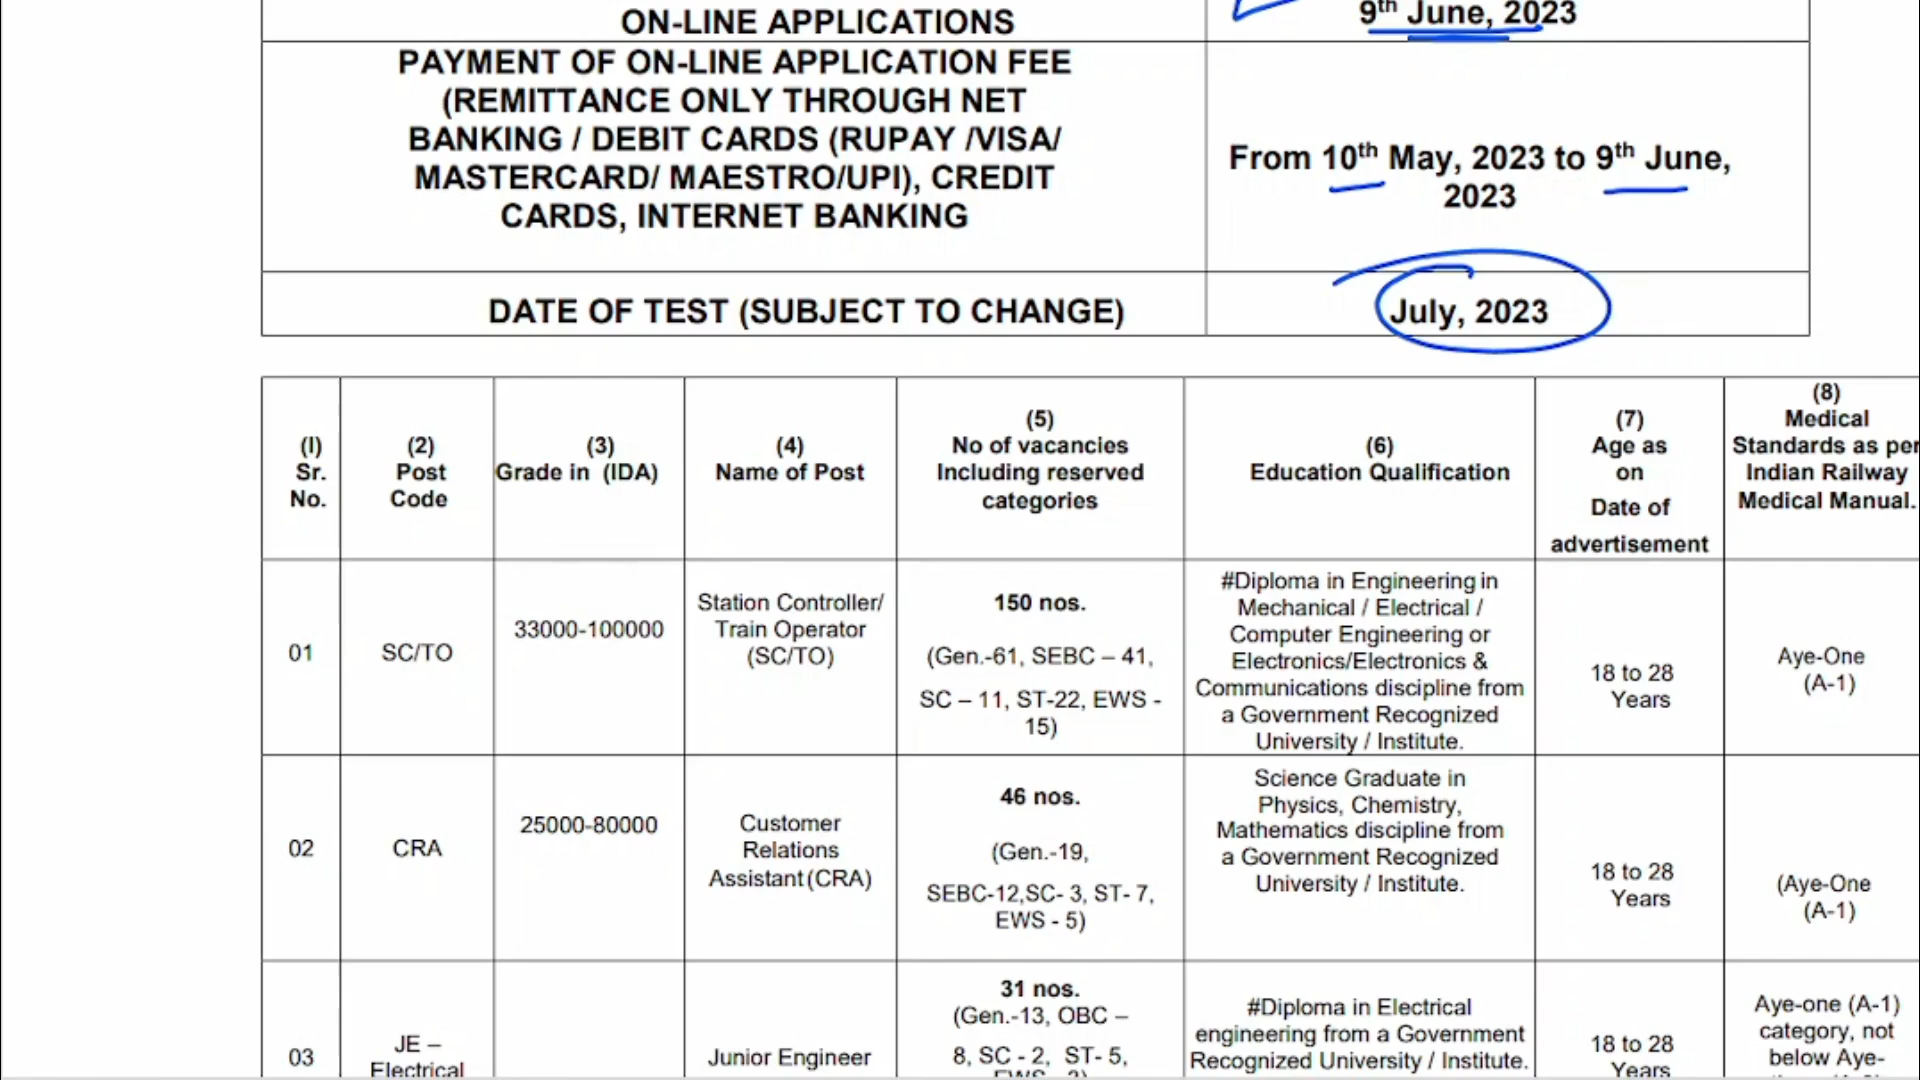 ON-LINE APPLICATIONS
9th June, 2023
PAYMENT OF ON-LINE APPLICATION FEE
(REMITTANCE ONLY THROUGH NET
BANKING / DEBIT CARDS (RUPAY /VISA/
MASTERCARD/ MAESTRO/UPI), CREDIT
CARDS, INTERNET BANKING
From 10th May, 2023 to 9th June,
2023
DATE OF TEST (SUBJECT TO CHANGE)
July, 2023
(I)
Sr.
No.
(2)
Post
Code
(3)
Grade in (IDA)
(4)
Name of Post
(5)
No of vacancies
Including reserved
categories
(6)
Education Qualification
(7)
Age as
on
Date of
advertisement
(8)
Medical
Standards as per
Indian Railway
Medical Manual.
01
SC/TO
33000-100000
Station Controller/
Train Operator
(SC/TO)
150 nos.
(Gen.-61, SEBC – 41,
SC – 11, ST-22, EWS -
15)
#Diploma in Engineering in
Mechanical / Electrical /
Computer Engineering or
Electronics/Electronics &
Communications discipline from
a Government Recognized
University / Institute.
18 to 28
Years
Aye-One
(A-1)
02
CRA
25000-80000
Customer
Relations
Assistant (CRA)
46 nos.
(Gen.-19,
SEBC-12,SC- 3, ST- 7,
EWS - 5)
Science Graduate in
Physics, Chemistry,
Mathematics discipline from
a Government Recognized
University / Institute.
18 to 28
Years
(Aye-One
(A-1)
03
JE –
Electrical
Junior Engineer
31 nos.
(Gen.-13, OBC –
8, SC - 2, ST- 5,
#Diploma in Electrical
engineering from a Government
Recognized University / Institute.
18 to 28
Years
Aye-one (A-1)
category, not
below Aye-